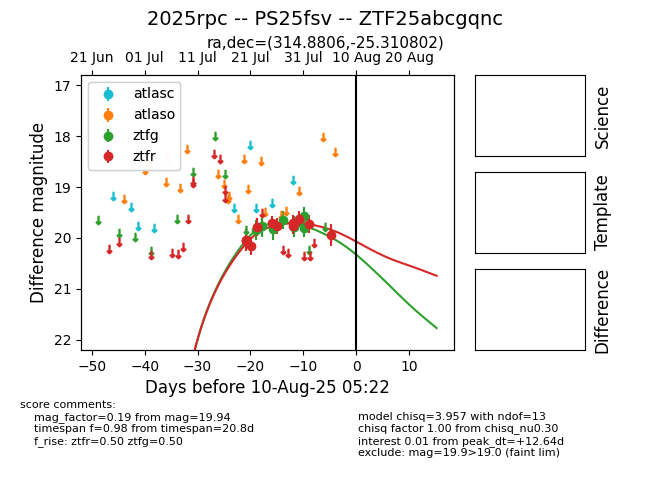 2025rpc -- PS25fsv -- ZTF25abcgqnc
ra,dec=(314.8806,-25.310802)
21 Jun 01 Jul 11 Jul 21 Jul 31 Jul 10 Aug 20 Aug
17
18
19
20
21
22
Difference magnitude
atlasc
atlaso
ztfg
ztfr
−50 −40 −30 −20 −10 0 10
Days before 10-Aug-25 05:22
Science
Template
Difference
score comments:
mag_factor=0.19 from mag=19.94
timespan f=0.98 from timespan=20.8d
f_rise: ztfr=0.50 ztfg=0.50
model chisq=3.957 with ndof=13
chisq factor 1.00 from chisq_nu0.30
interest 0.01 from peak_dt=+12.64d
exclude: mag=19.9>19.0 (faint lim)